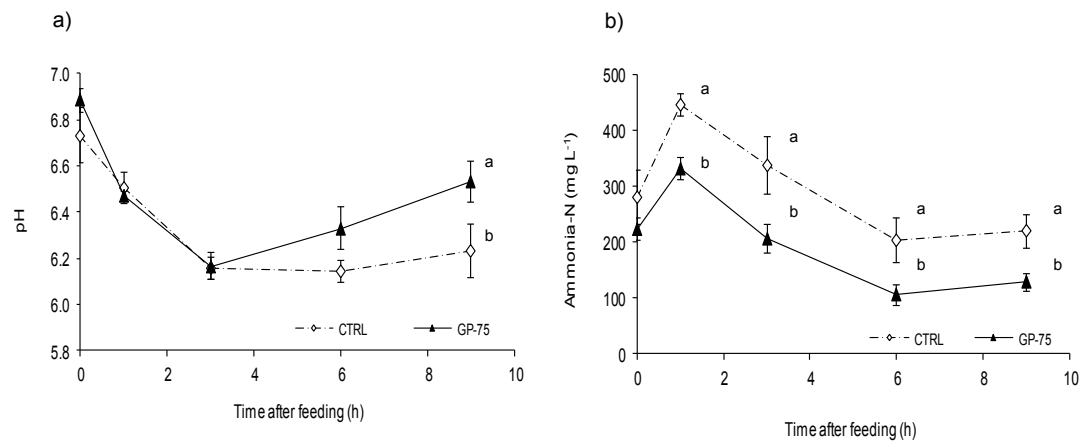 a)
7.0
6.8
6.6
6.4
6.2
6.0
5.8
pH
a
b
CTRL
GP-75
0
2
4
6
8
10
Time after feeding (h)
b)
500
400
300
200
100
0
Ammonia-N (mg L⁻¹)
a
b
a
b
a
b
a
b
CTRL
GP-75
0
2
4
6
8
10
Time after feeding (h)